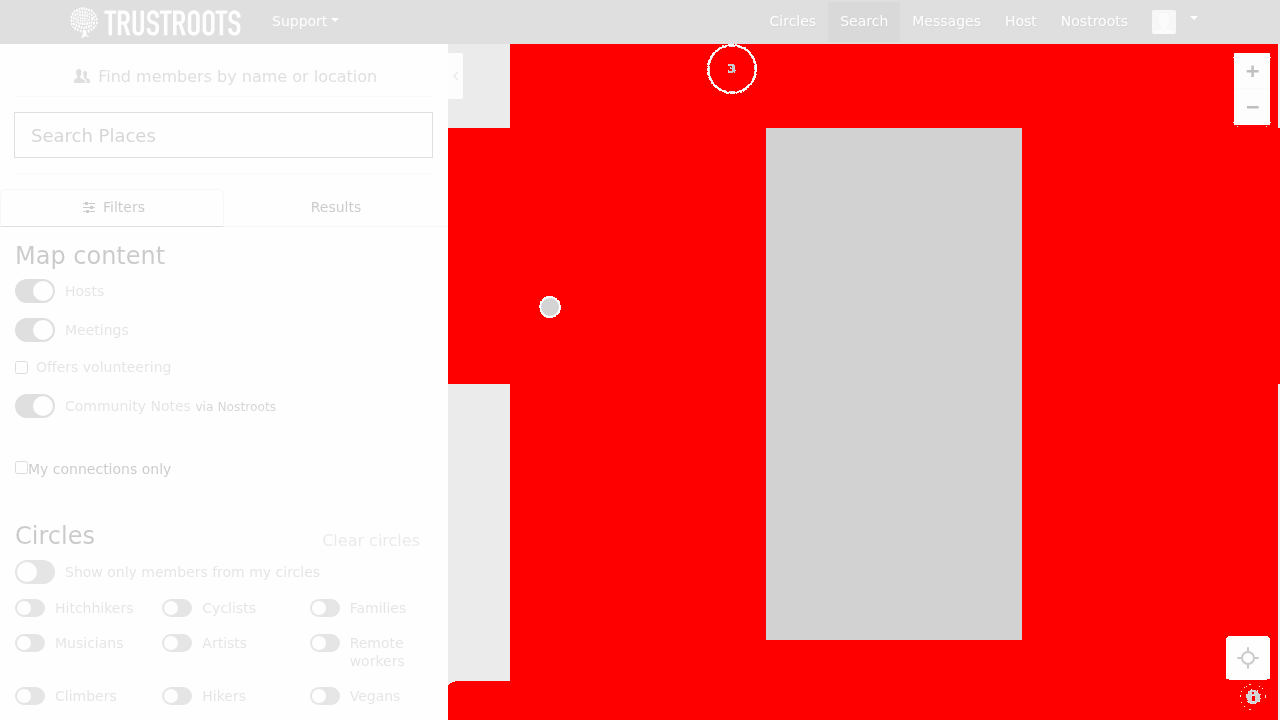 TRUSTROOTS
Support
Circles
Search
Messages
Host
Nostroots
Find members by name or location
Search Places
Filters
Results
Map content
Hosts
Meetings
Offers volunteering
Community Notes via Nostroots
My connections only
Circles
Clear circles
Show only members from my circles
Hitchhikers
Cyclists
Families
Musicians
Artists
Remote
workers
Climbers
Hikers
Vegans
3
+
−